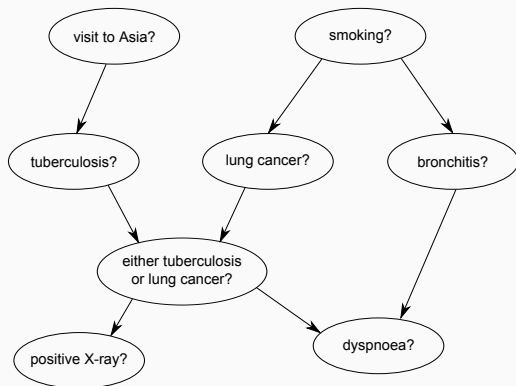 visit to Asia?
smoking?
tuberculosis?
lung cancer?
bronchitis?
either tuberculosis
or lung cancer?
positive X-ray?
dyspnoea?